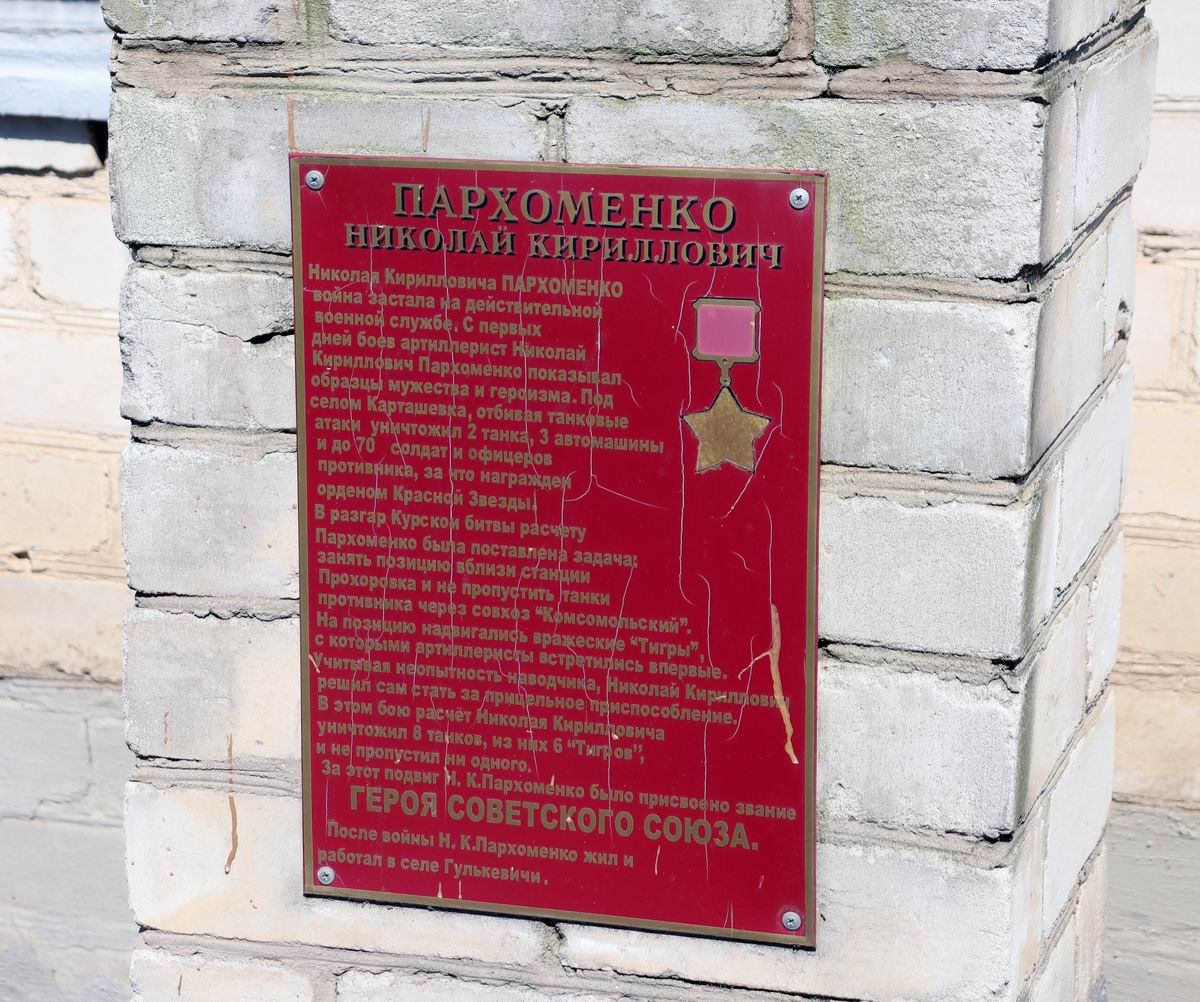 ПАРХОМЕНКО
НИКОЛАЙ КИРИЛЛОВИЧ
Николая Кирилловича ПАРХОМЕНКО
война застала на действительной
военной службе. С первых
дней боев артиллерист Николай
Кириллович Пархоменко показывал
образцы мужества и героизма. Под
селом Карташевка, отбивая танковые
атаки уничтожил 2 танка, 3 автомашины
и до 70 солдат и офицеров
противника, за что награжден
орденом Красной Звезды.
В разгар Курской битвы расчету
Пархоменко была поставлена задача:
занять позицию вблизи станции
Прохоровка и не пропустить танки
противника через совхоз “Комсомольский”.
На позицию надвигались вражеские “Тигры”,
с которыми артиллеристы встретились впервые.
Учитывая неопытность наводчика, Николай Кириллович
решил сам стать за прицельное приспособление.
В этом бою расчёт Николая Кирилловича
уничтожил 8 танков, из них 6 “Тигров”,
и не пропустил ни одного.
За этот подвиг Н. К.Пархоменко было присвоено звание
ГЕРОЯ СОВЕТСКОГО СОЮЗА.
После войны Н. К.Пархоменко жил и
работал в селе Гулькевичи.